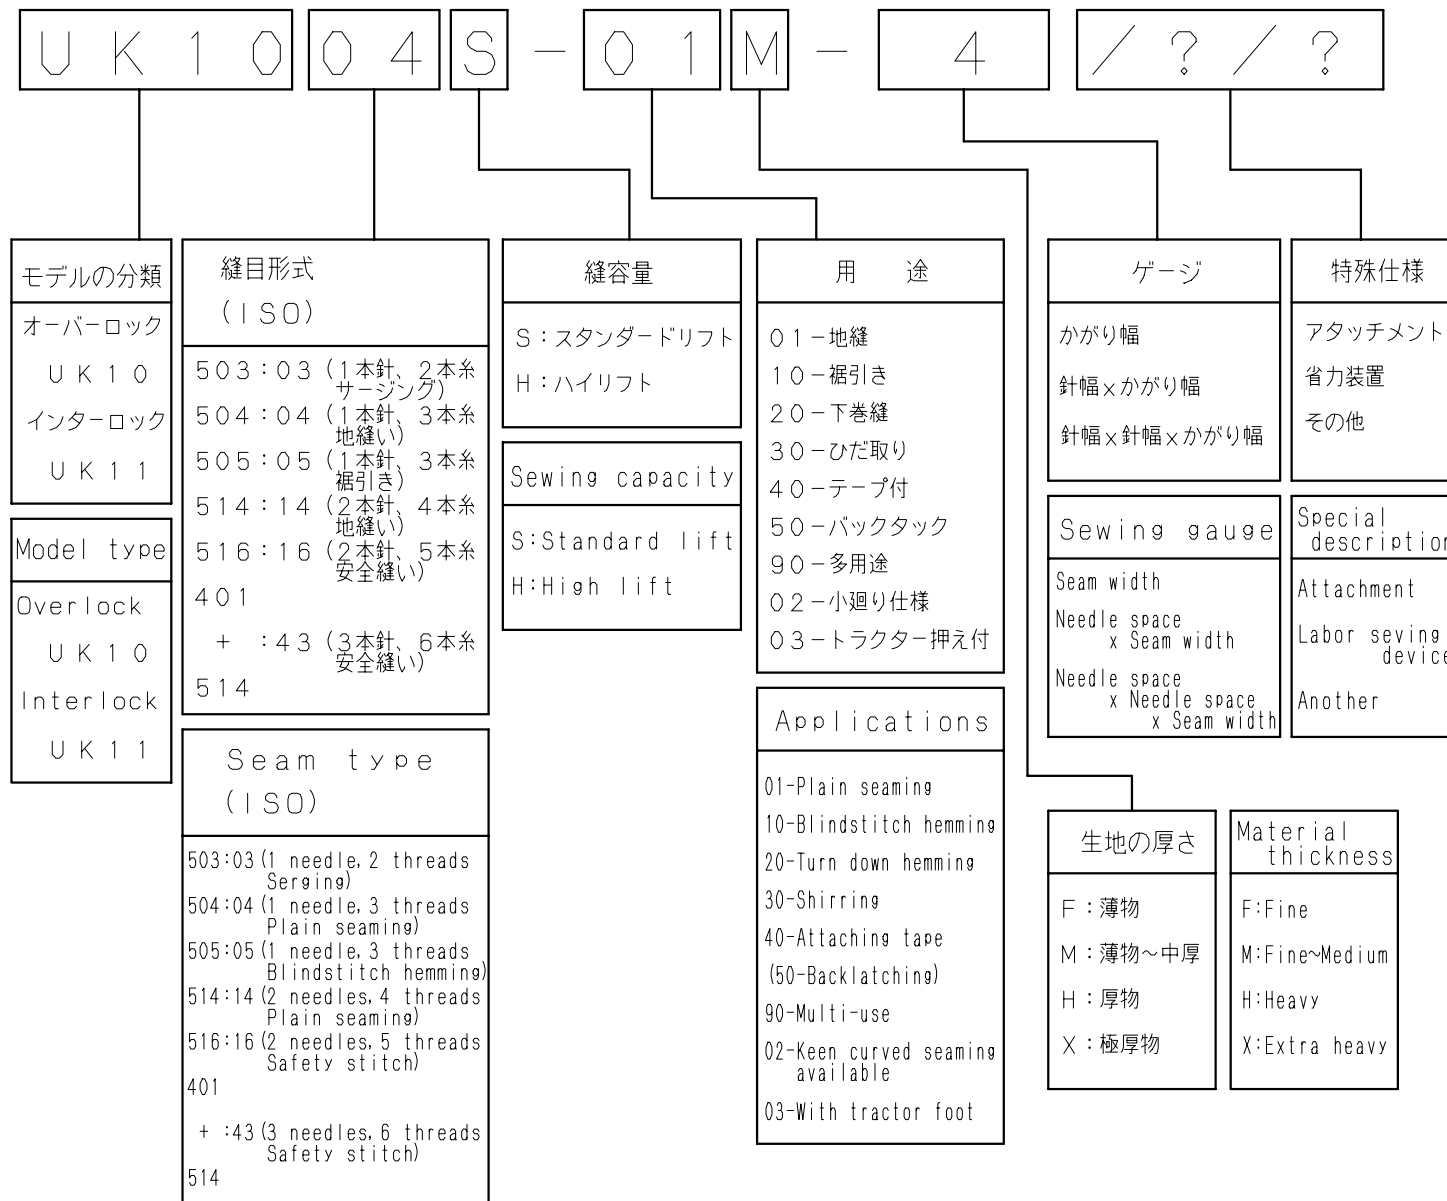 UK1004S-01M-4/?/?
モデルの分類
オーバーロック
UK10
インターロック
UK11
Model type
Overlock
UK10
Interlock
UK11
縫目形式
(ISO)
503:03(1本針、2本糸
サージング)
504:04(1本針、3本糸
地縫い)
505:05(1本針、3本糸
裾引き)
514:14(2本針、4本糸
地縫い)
516:16(2本針、5本糸
安全縫い)
401
+ :43(3本針、6本糸
安全縫い)
514
Seam type
(ISO)
503:03(1 needle,2 threads
Serging)
504:04(1 needle,3 threads
Plain seaming)
505:05(1 needle,3 threads
Blindstitch hemming)
514:14(2 needles,4 threads
Plain seaming)
516:16(2 needles,5 threads
Safety stitch)
401
+ :43(3 needles,6 threads
Safety stitch)
514
縫容量
S:スタンダードリフト
H:ハイリフト
Sewing capacity
S:Standard lift
H:High lift
用 途
01-地縫
10-裾引き
20-下巻縫
30-ひだ取り
40-テープ付
50-バックタック
90-多用途
02-小廻り仕様
03-トラクター押え付
Applications
01-Plain seaming
10-Blindstitch hemming
20-Turn down hemming
30-Shirring
40-Attaching tape
(50-Backlatching)
90-Multi-use
02-Keen curved seaming
available
03-With tractor foot
ゲージ
かがり幅
針幅×かがり幅
針幅×針幅×かがり幅
Sewing gauge
Seam width
Needle space
x Seam width
Needle space
x Needle space
x Seam width
特殊仕様
アタッチメント
省力装置
その他
Special
description
Attachment
Labor seving
device
Another
生地の厚さ
F:薄物
M:薄物~中厚
H:厚物
X:極厚物
Material
thickness
F:Fine
M:Fine~Medium
H:Heavy
X:Extra heavy